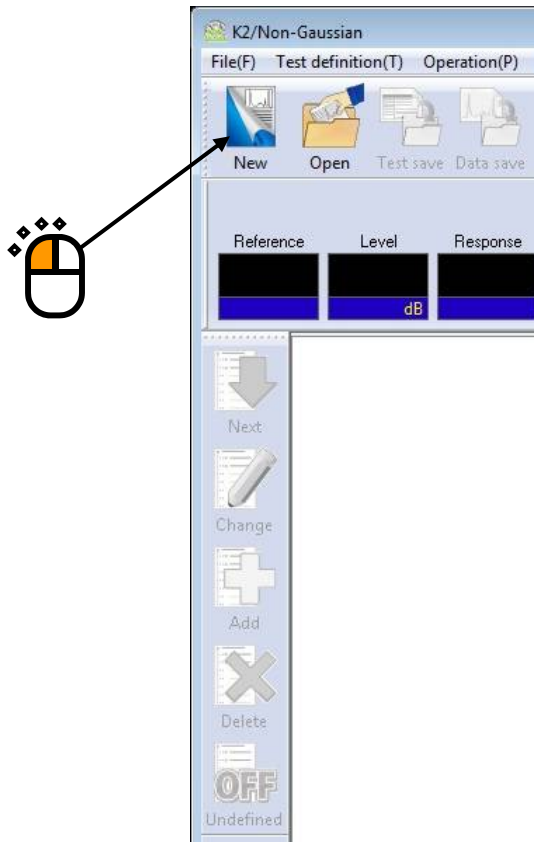 K2/Non-Gaussian
File(F) Test definition(T) Operation(P)
New Open Test save Data save
Reference Level Response
dB
Next
Change
Add
Delete
OFF
Undefined